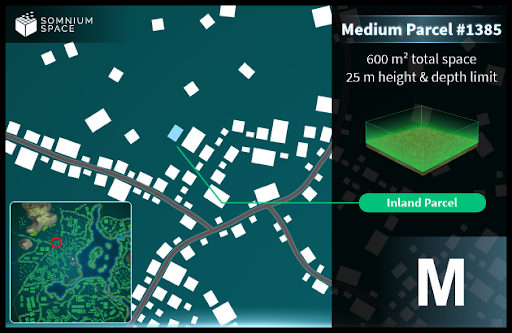 SOMNIUM
SPACE
Medium Parcel #1385
600 m² total space
25 m height & depth limit
Inland Parcel
M